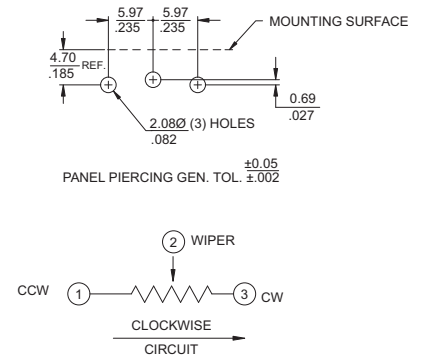 5.97 5.97
.235 .235
MOUNTING SURFACE
4.70
.185 REF.
0.69
.027
2.08Ø (3) HOLES
.082
PANEL PIERCING GEN. TOL. ±0.05
±.002
2 WIPER
CCW 1 3 CW
CLOCKWISE
CIRCUIT